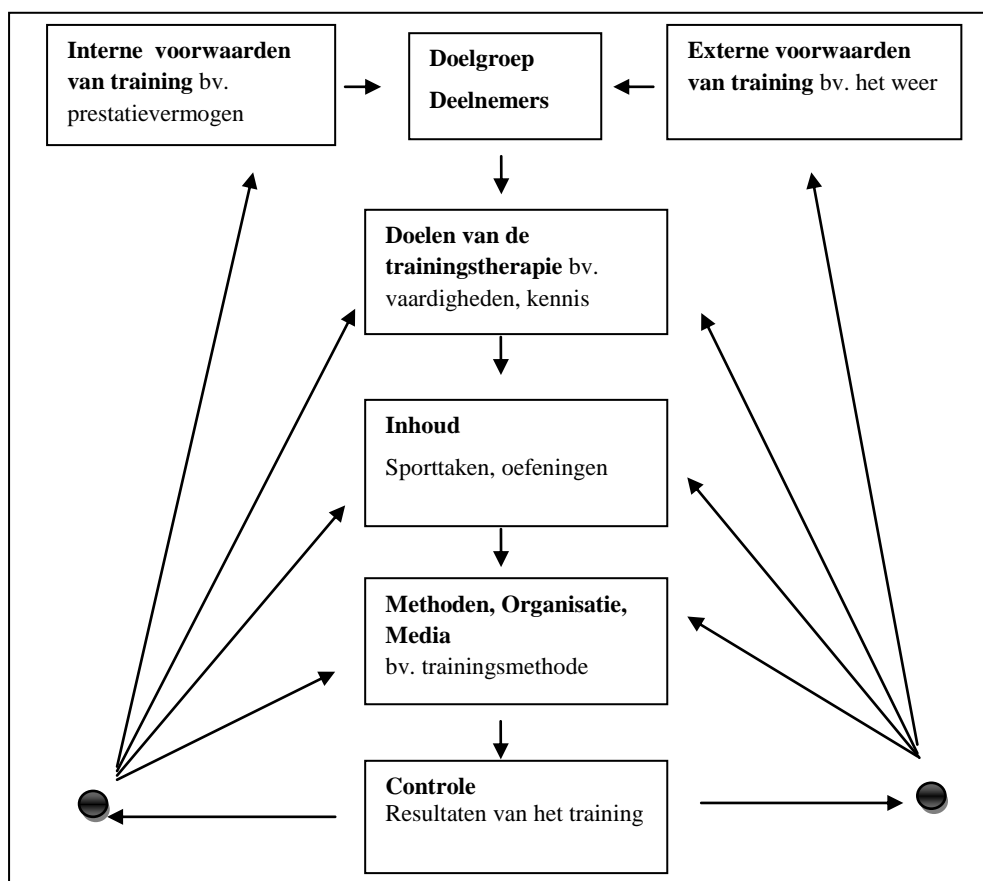 Interne voorwaarden
van training bv.
prestatievermogen
Doelgroep
Deelnemers
Externe voorwaarden
van training bv. het weer
Doelen van de
trainingstherapie bv.
vaardigheden, kennis
Inhoud
Sporttaken, oefeningen
Methoden, Organisatie,
Media
bv. trainingsmethode
Controle
Resultaten van het training